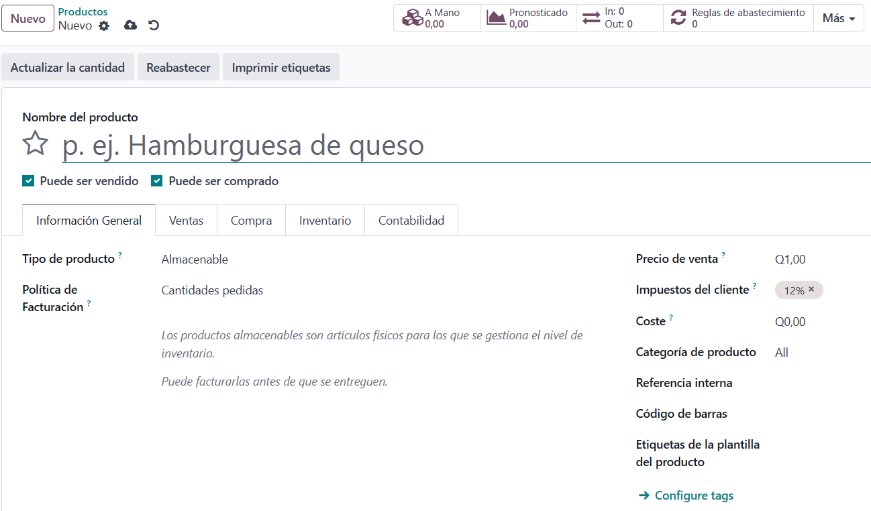 Nuevo
Productos
Nuevo
A Mano
0,00
Pronosticado
0,00
In: 0
Out: 0
Reglas de abastecimiento
0
Más
Actualizar la cantidad
Reabastecer
Imprimir etiquetas
Nombre del producto
p. ej. Hamburguesa de queso
Puede ser vendido
Puede ser comprado
Información General
Ventas
Compra
Inventario
Contabilidad
Tipo de producto ?
Almacenable
Política de
Facturación ?
Cantidades pedidas
Los productos almacenables son artículos físicos para los que se gestiona el nivel de
inventario.
Puede facturarlas antes de que se entreguen.
Precio de venta ?
Q1,00
Impuestos del cliente ?
12% ×
Coste ?
Q0,00
Categoría de producto
All
Referencia interna
Código de barras
Etiquetas de la plantilla
del producto
→ Configure tags